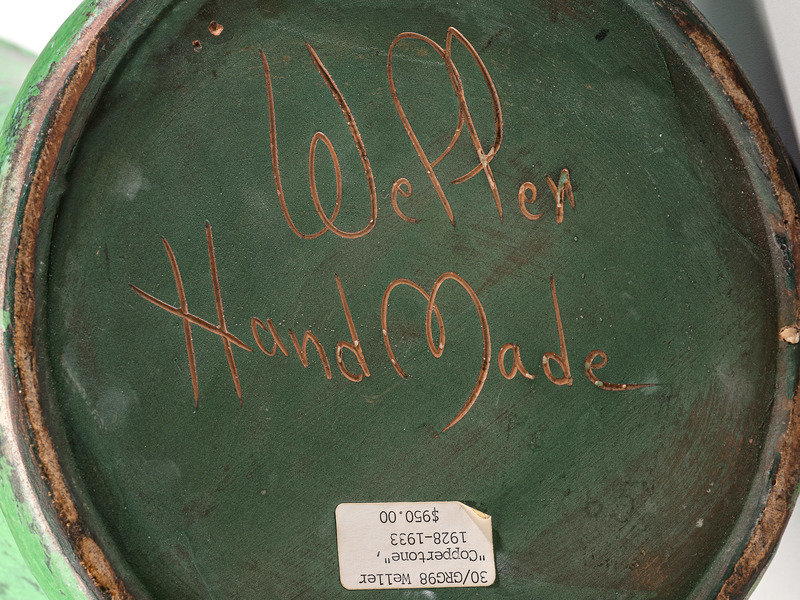 Weller
Hand Made
30/GRG98 Weller
"Coppertone",
1928-1933
$950.00